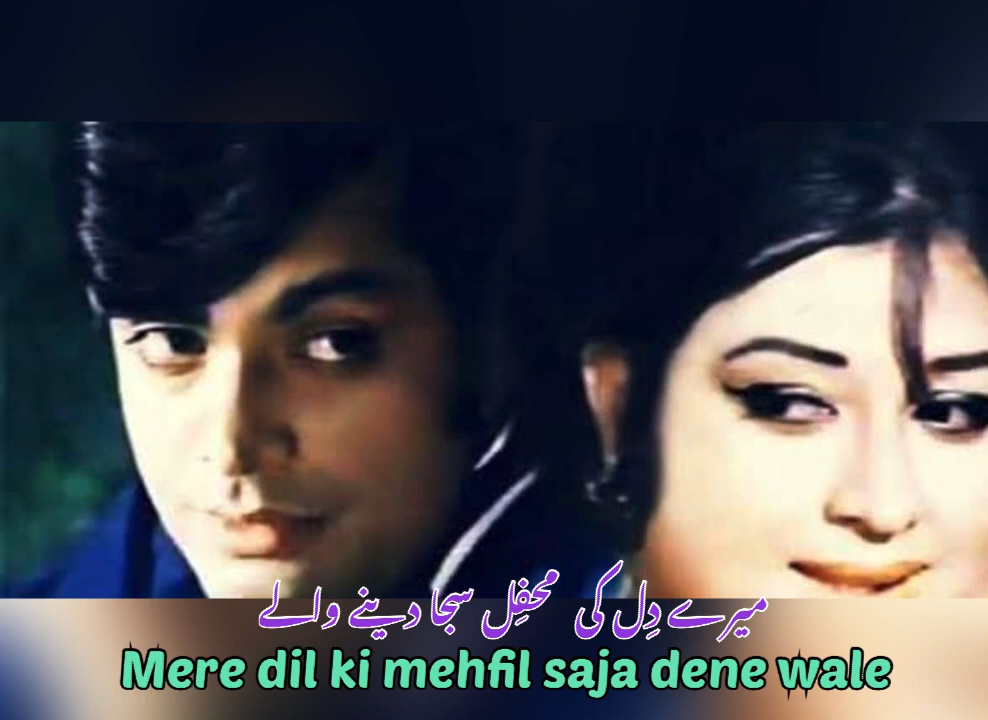 میرے دِل کی محفِل سجا دینے والے
Mere dil ki mehfil saja dene wale